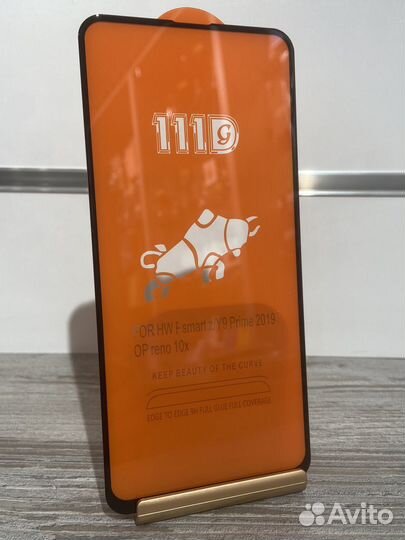 111D
G
FOR HW P smart z/Y9 Prime 2019
OP reno 10x
KEEP BEAUTY OF THE CURVE
EDGE TO EDGE 9H FULL GLUE FULL COVERAGE
Avito